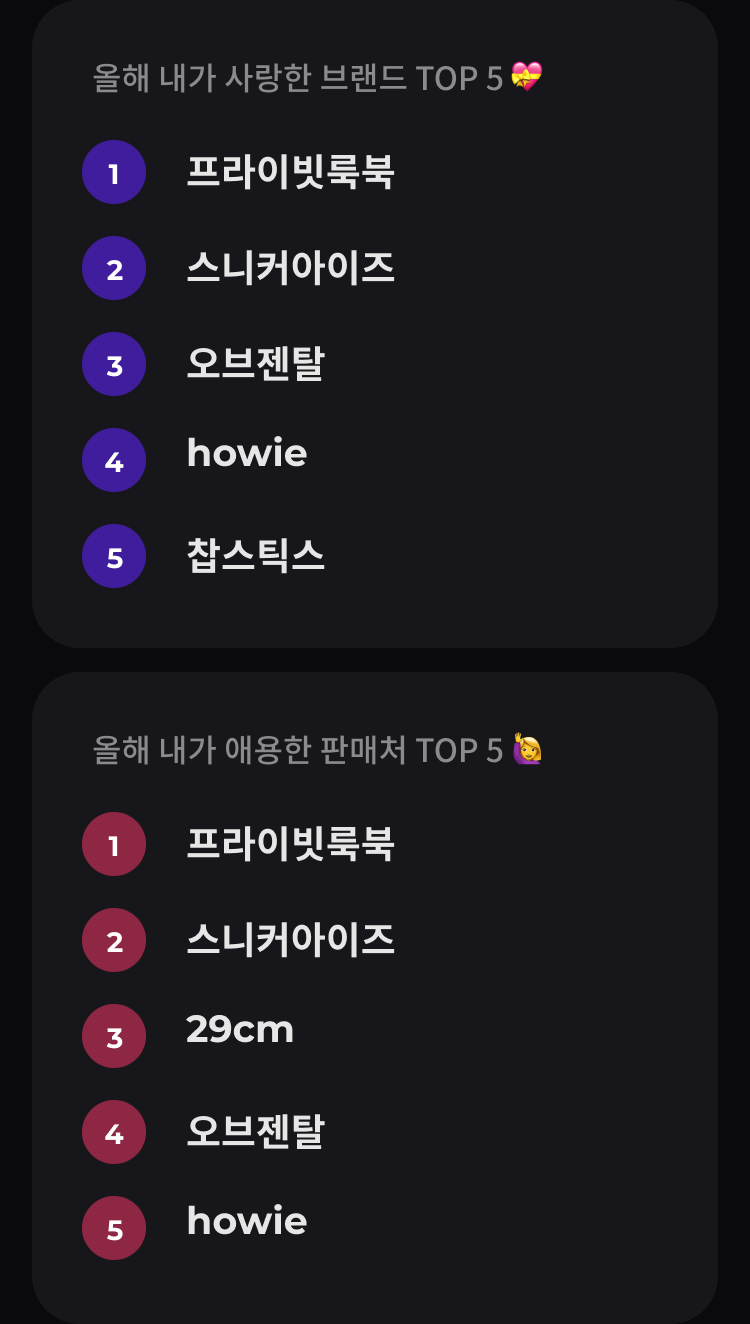 올해 내가 사랑한 브랜드 TOP 5 💝
1 프라이빗룩북
2 스니커아이즈
3 오브젠탈
4 howie
5 찹스틱스
올해 내가 애용한 판매처 TOP 5 🙋‍♀️
1 프라이빗룩북
2 스니커아이즈
3 29cm
4 오브젠탈
5 howie